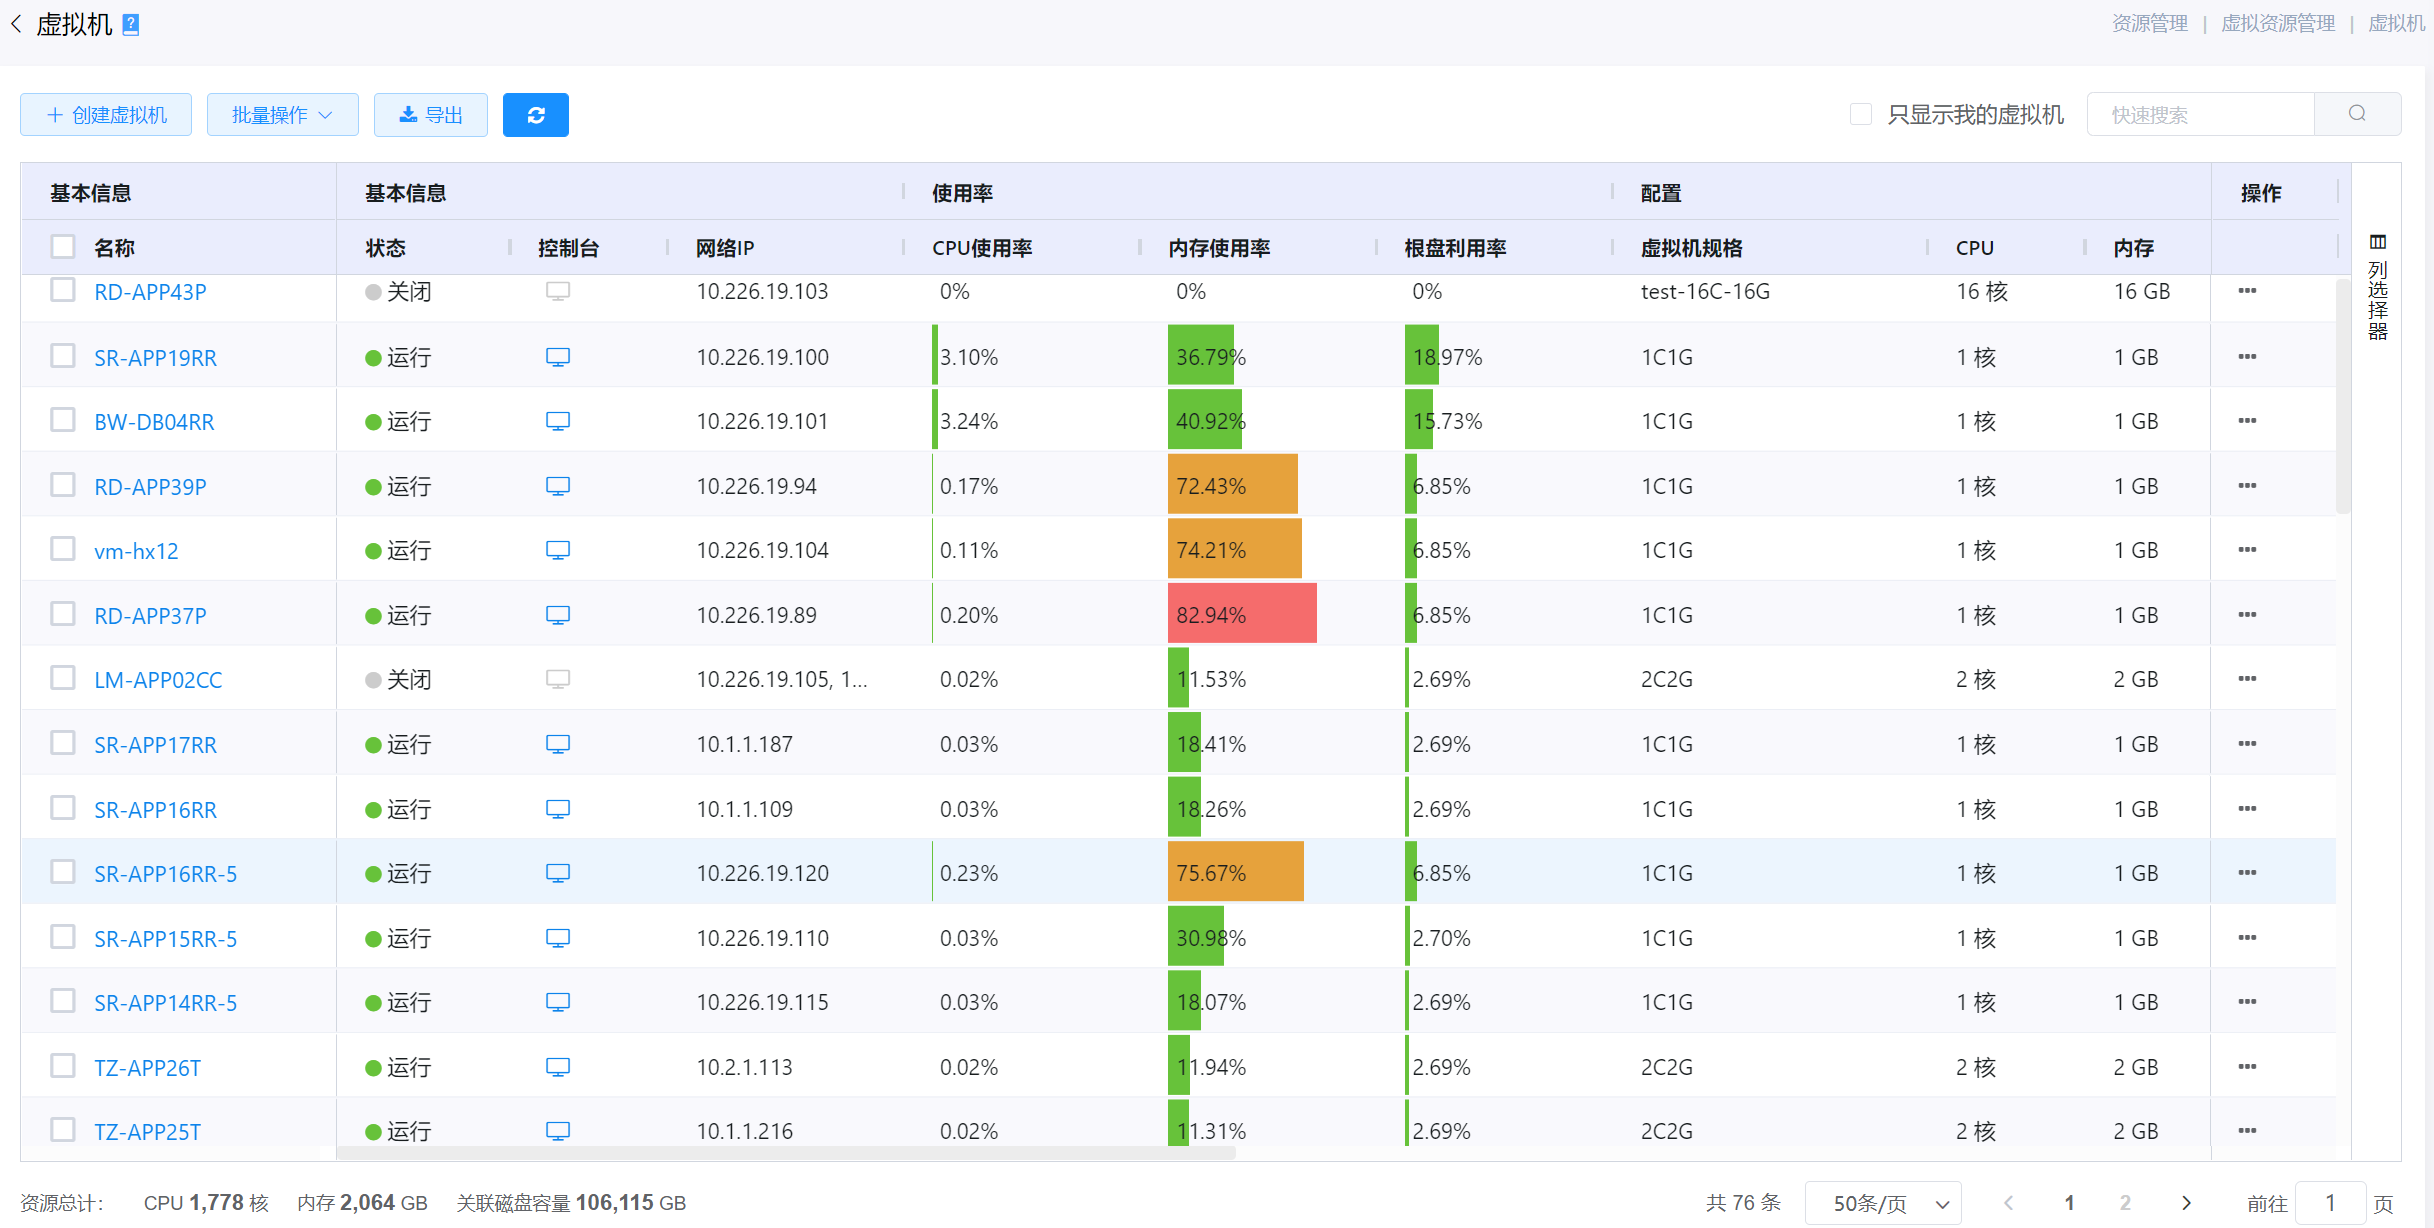 虚拟机 ?
资源管理 | 虚拟资源管理 | 虚拟机
创建虚拟机 批量操作 导出 只显示我的虚拟机 快速搜索
基本信息 基本信息 使用率 配置 操作
名称 状态 控制台 网络IP CPU使用率 内存使用率 根盘利用率 虚拟机规格 CPU 内存
列选择器
RD-APP43P 关闭 10.226.19.103 0% 0% 0% test-16C-16G 16 核 16 GB
SR-APP19RR 运行 10.226.19.100 3.10% 36.79% 18.97% 1C1G 1 核 1 GB
BW-DB04RR 运行 10.226.19.101 3.24% 40.92% 15.73% 1C1G 1 核 1 GB
RD-APP39P 运行 10.226.19.94 0.17% 72.43% 6.85% 1C1G 1 核 1 GB
vm-hx12 运行 10.226.19.104 0.11% 74.21% 6.85% 1C1G 1 核 1 GB
RD-APP37P 运行 10.226.19.89 0.20% 82.94% 6.85% 1C1G 1 核 1 GB
LM-APP02CC 关闭 10.226.19.105, 1... 0.02% 11.53% 2.69% 2C2G 2 核 2 GB
SR-APP17RR 运行 10.1.1.187 0.03% 18.41% 2.69% 1C1G 1 核 1 GB
SR-APP16RR 运行 10.1.1.109 0.03% 18.26% 2.69% 1C1G 1 核 1 GB
SR-APP16RR-5 运行 10.226.19.120 0.23% 75.67% 6.85% 1C1G 1 核 1 GB
SR-APP15RR-5 运行 10.226.19.110 0.03% 30.98% 2.70% 1C1G 1 核 1 GB
SR-APP14RR-5 运行 10.226.19.115 0.03% 18.07% 2.69% 1C1G 1 核 1 GB
TZ-APP26T 运行 10.2.1.113 0.02% 11.94% 2.69% 2C2G 2 核 2 GB
TZ-APP25T 运行 10.1.1.216 0.02% 11.31% 2.69% 2C2G 2 核 2 GB
资源总计： CPU 1,778 核 内存 2,064 GB 关联磁盘容量 106,115 GB 共 76 条 50条/页 1 2 前往 1 页